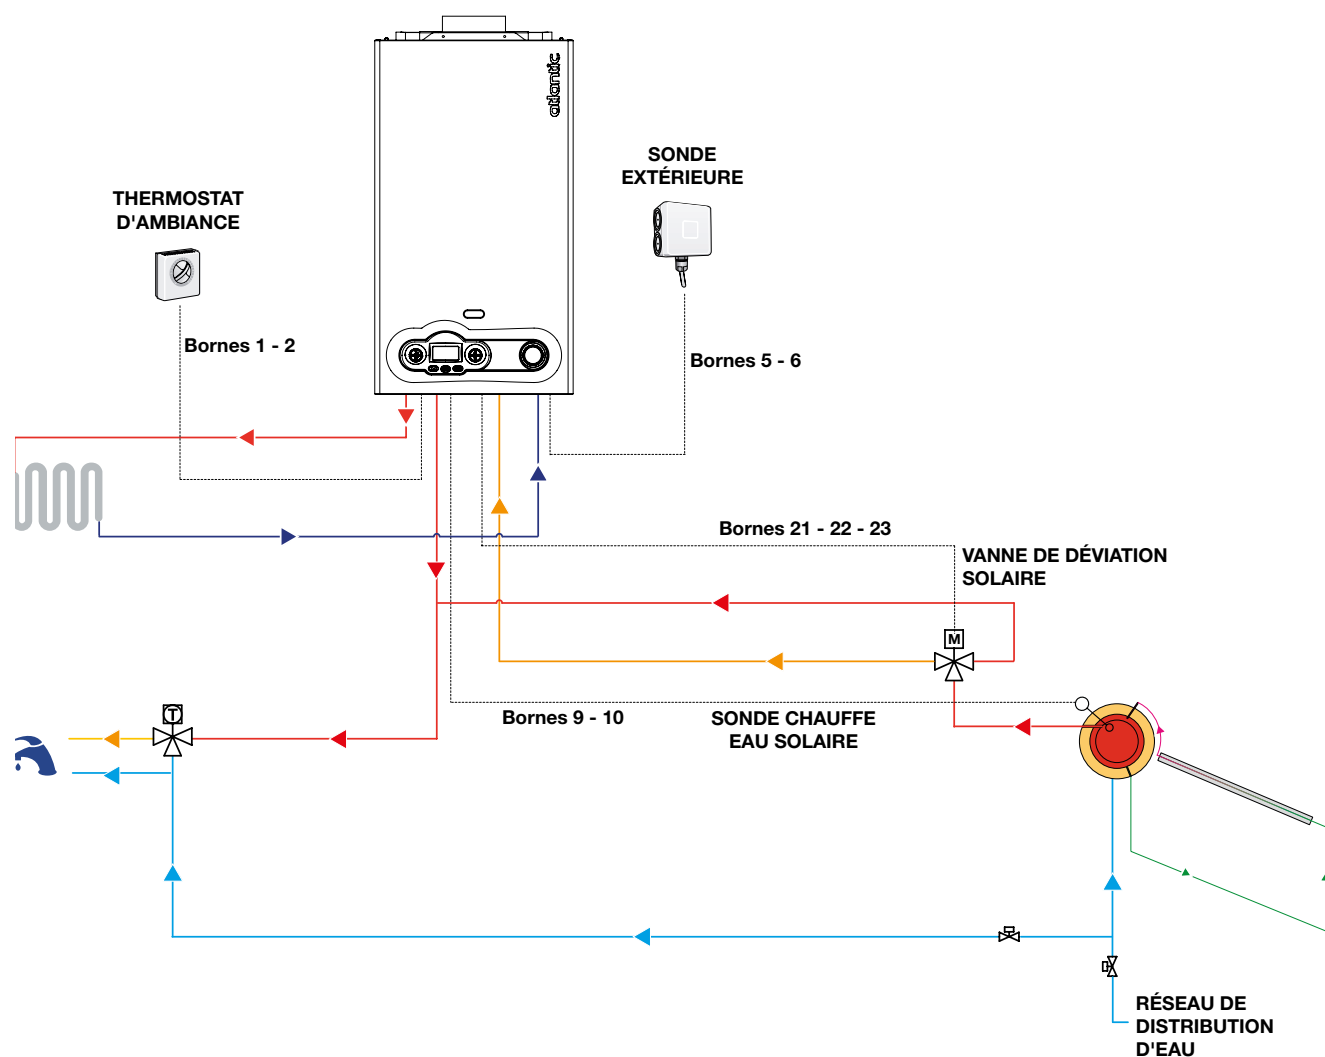 atlantic
SONDE
EXTÉRIEURE
THERMOSTAT
D'AMBIANCE
Bornes 1 - 2
Bornes 5 - 6
Bornes 21 - 22 - 23
VANNE DE DÉVIATION
SOLAIRE
M
T
Bornes 9 - 10
SONDE CHAUFFE
EAU SOLAIRE
RÉSEAU DE
DISTRIBUTION
D'EAU